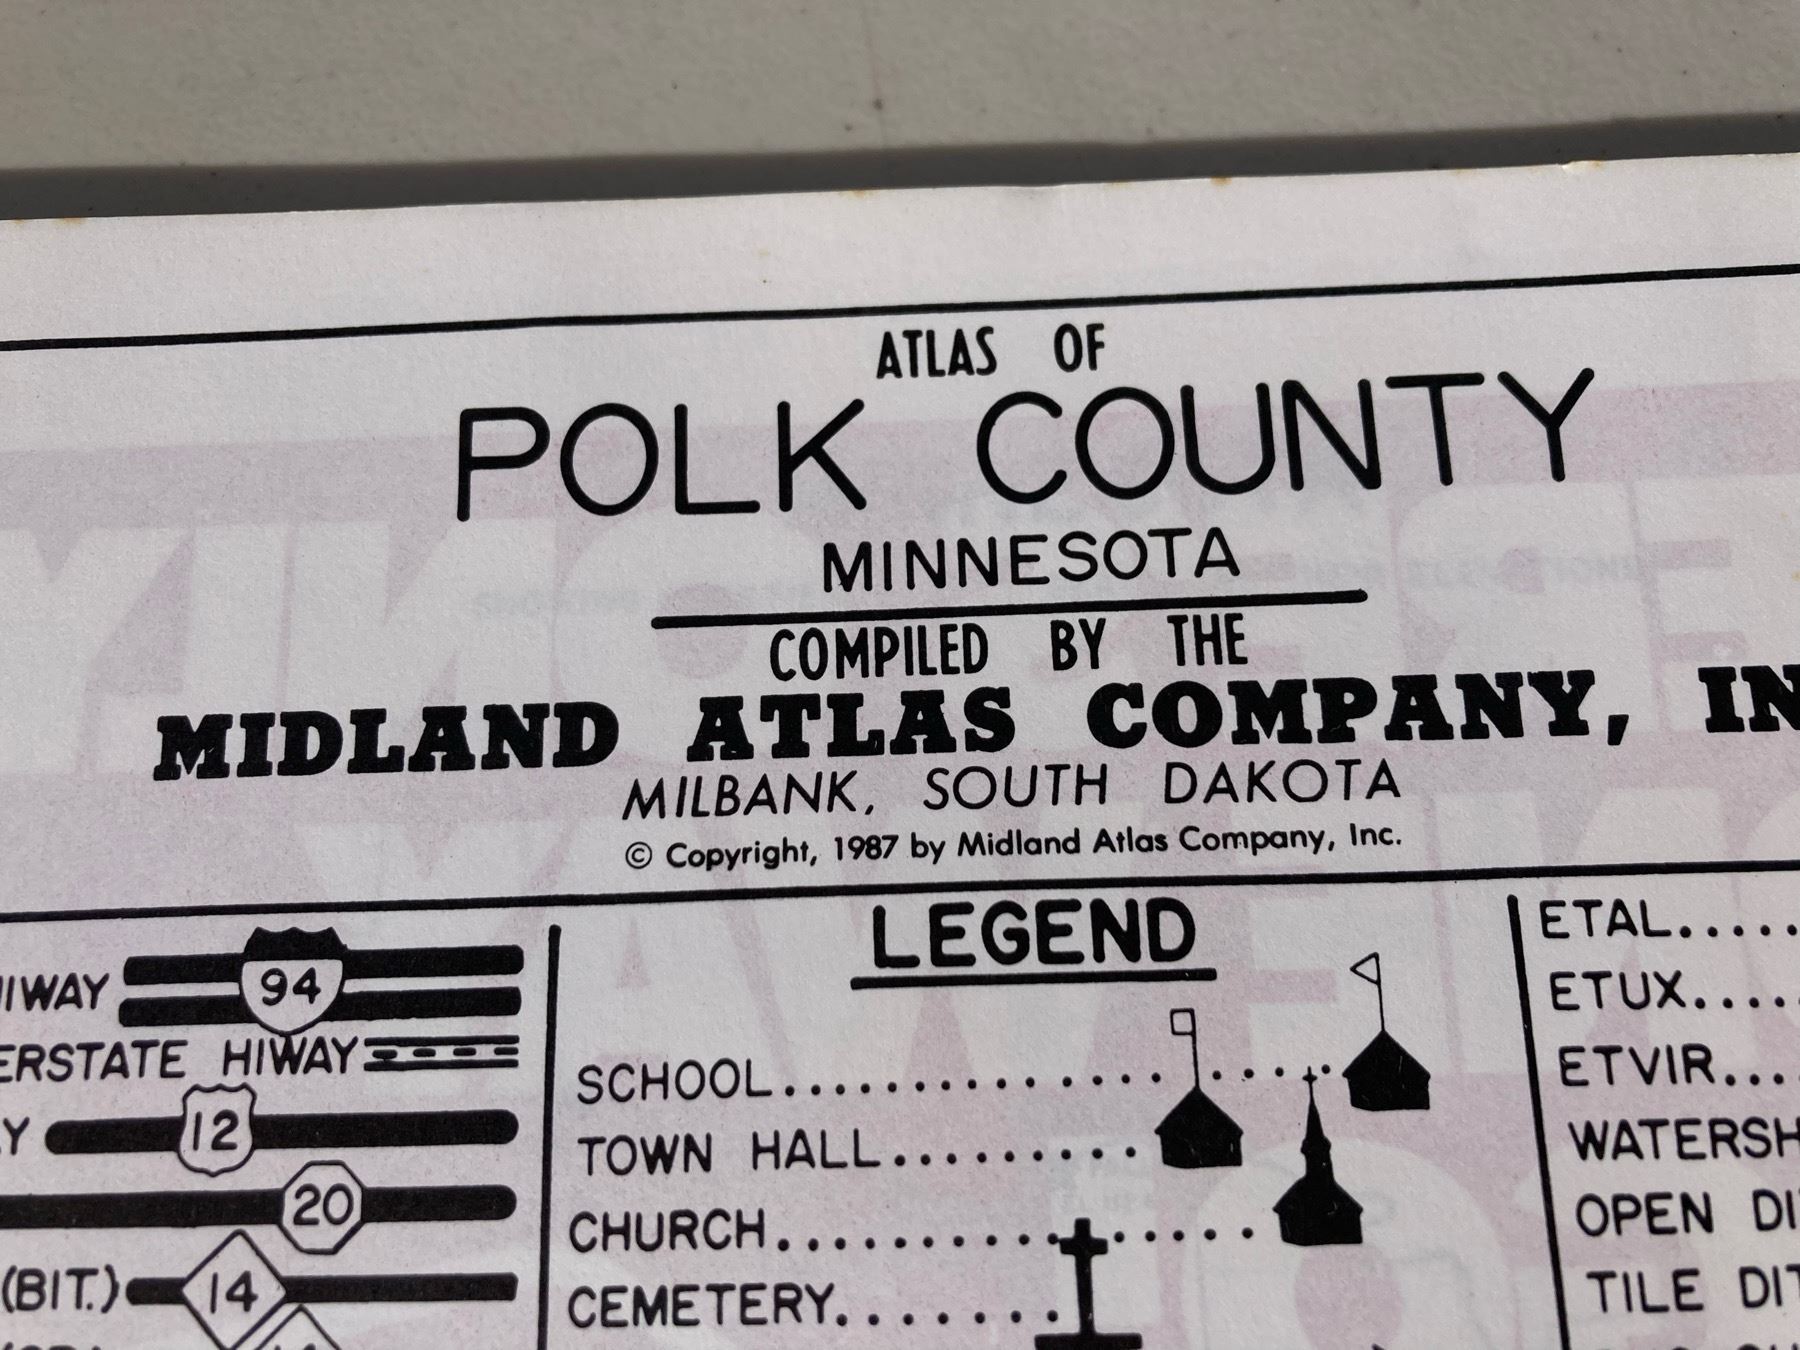 ATLAS OF
POLK COUNTY
MINNESOTA
COMPILED BY THE
MIDLAND ATLAS COMPANY, IN
MILBANK, SOUTH DAKOTA
© Copyright, 1987 by Midland Atlas Company, Inc.
IWAY 94
ERSTATE HIWAY
Y 12
20
(BIT.) 14
LEGEND
SCHOOL
TOWN HALL
CHURCH
CEMETERY
ETAL.....
ETUX....
ETVIR....
WATERSH
OPEN DI
TILE DIT